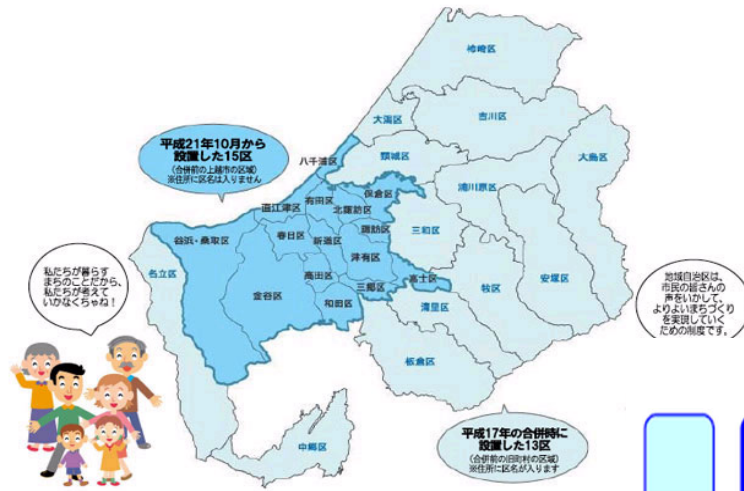 柿崎区
吉川区
大潟区
大島区
平成21年10月から
設置した15区
(合併前の上越市の区域)
※住所に区名は入りません
八千浦区
頸城区
保倉区
有田区
浦川原区
直江津区
北諏訪区
谷浜・桑取区
春日区
新道区
諏訪区
三和区
津有区
名立区
高田区
高士区
牧区
安塚区
金谷区
三郷区
和田区
清里区
板倉区
中郷区
私たちが暮らす
まちのことだから、
私たちが考えて
いかなくちゃね！
地域自治区は、
市民の皆さんの
声をいかして、
よりよいまちづくり
を実現していく
ための制度です。
平成17年の合併時に
設置した13区
(合併前の旧町村の区域)
※住所に区名が入ります